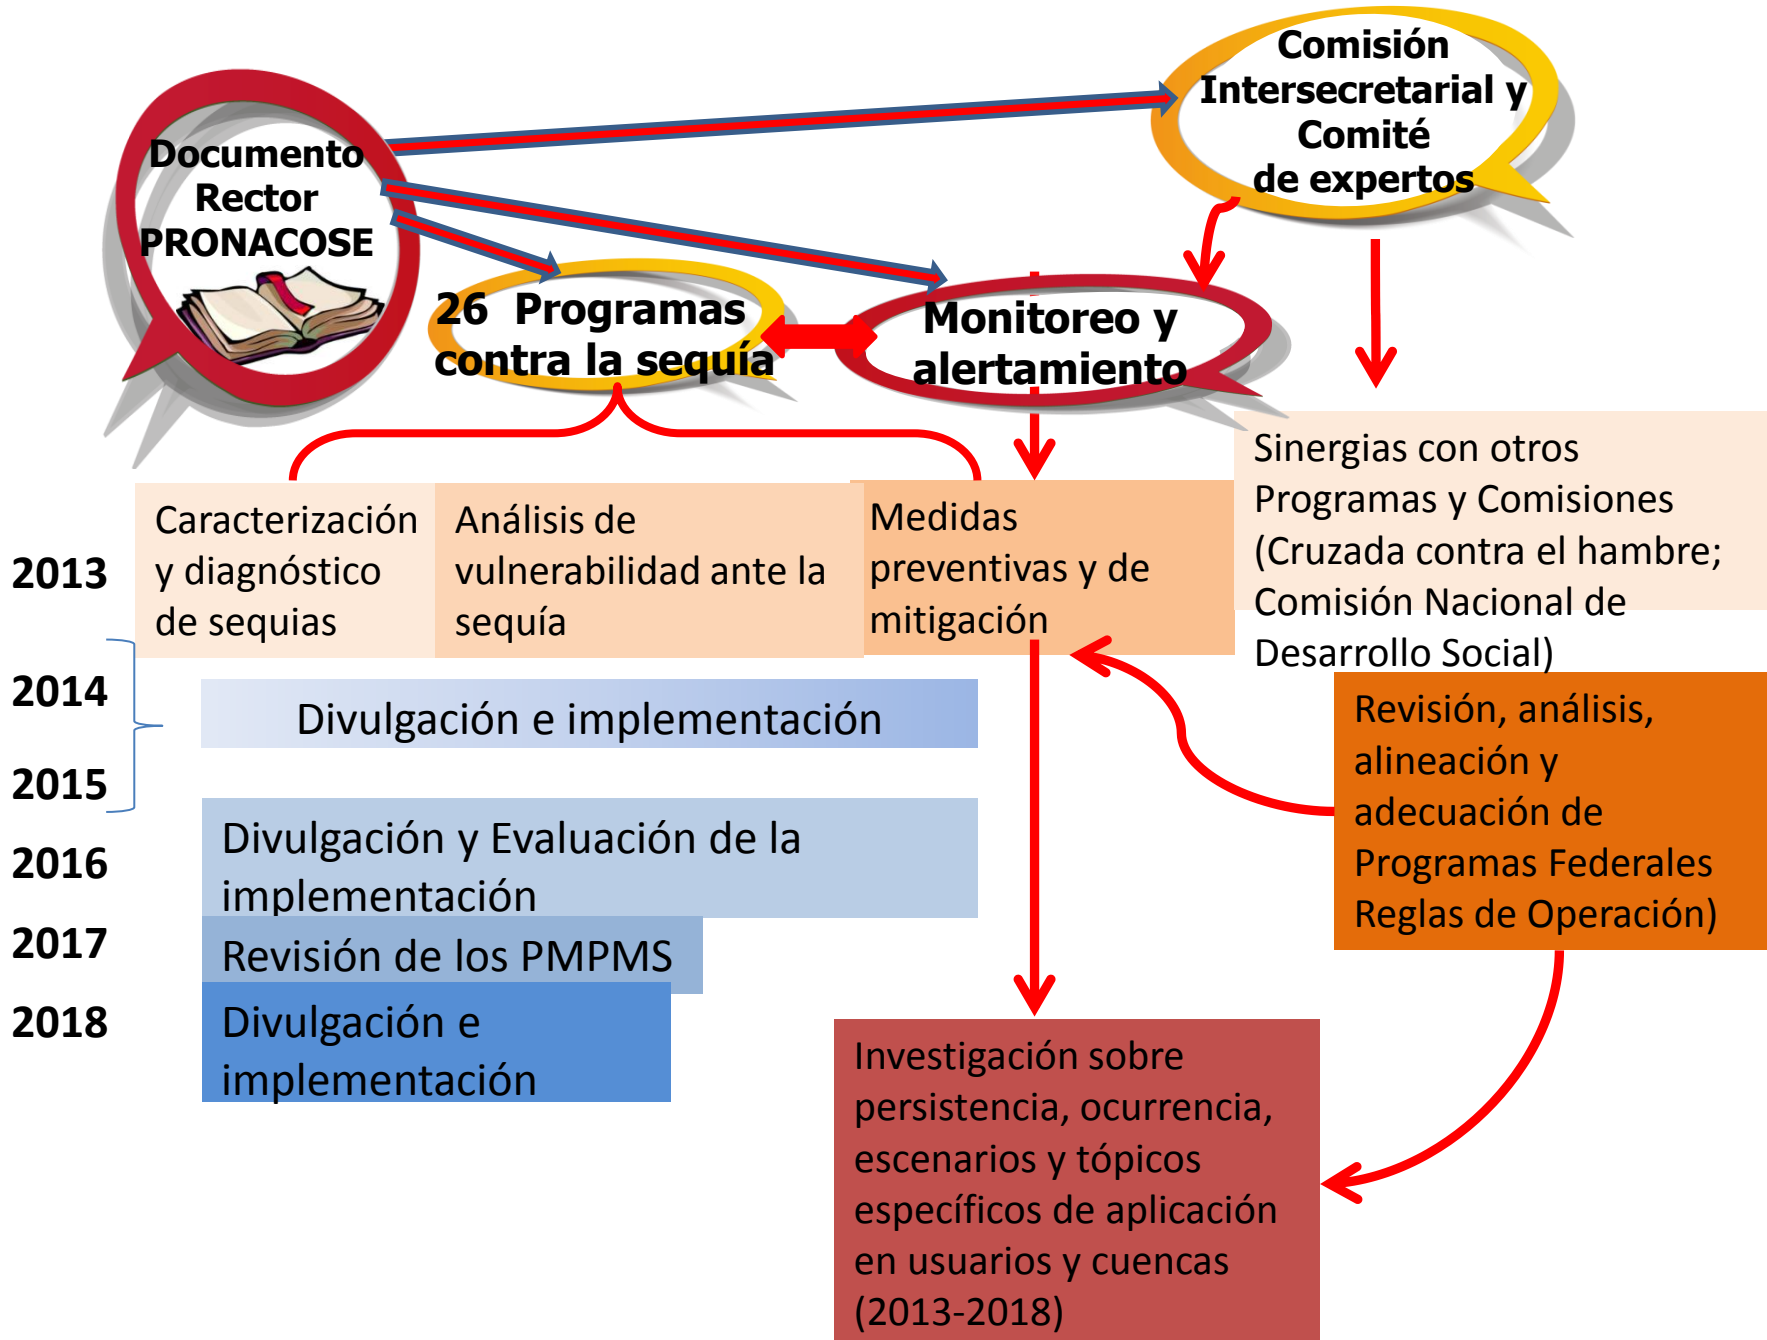 Documento
Rector
PRONACOSE
Comisión
Intersecretarial y
Comité
de expertos
26 Programas
contra la sequía
Monitoreo y
alertamiento
Sinergias con otros
Programas y Comisiones
(Cruzada contra el hambre;
Comisión Nacional de
Desarrollo Social)
2013
Caracterización
y diagnóstico
de sequias
Análisis de
vulnerabilidad ante la
sequía
Medidas
preventivas y de
mitigación
2014
Divulgación e implementación
2015
Revisión, análisis,
alineación y
adecuación de
Programas Federales
Reglas de Operación)
2016
Divulgación y Evaluación de la
implementación
2017
Revisión de los PMPMS
2018
Divulgación e
implementación
Investigación sobre
persistencia, ocurrencia,
escenarios y tópicos
específicos de aplicación
en usuarios y cuencas
(2013-2018)